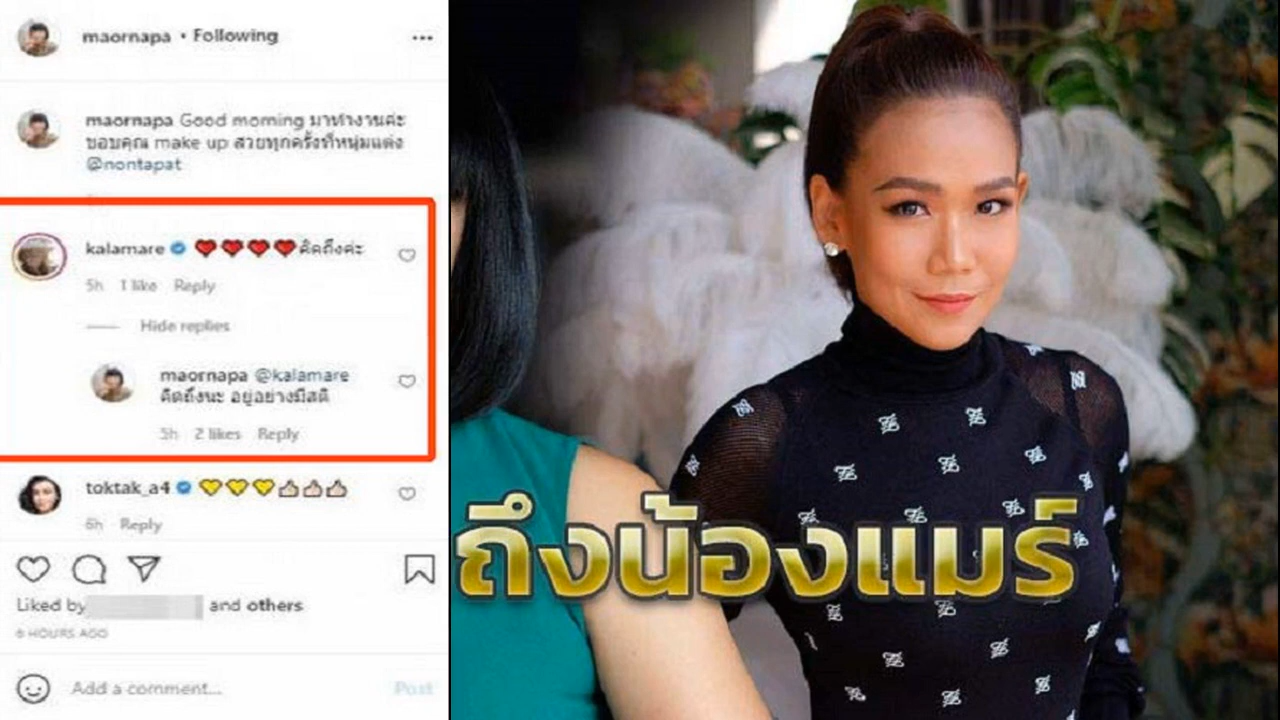 maornapa • Following
maornapa Good morning มาทำงานค่ะ
ขอบคุณ make up สวยทุกครั้งที่หนุ่มแต่ง
@nontapat
kalamare ❤❤❤❤คิดถึงค่ะ
5h 1 like Reply
Hide replies
maornapa @kalamare
คิดถึงนะ อยู่อย่างมีสติ
5h 2 likes Reply
toktak_a4 💛💛💛👍🏻👍🏻👍🏻
6h Reply
Liked by and others
6 HOURS AGO
Add a comment...
Post
ถึงน้องแมร์